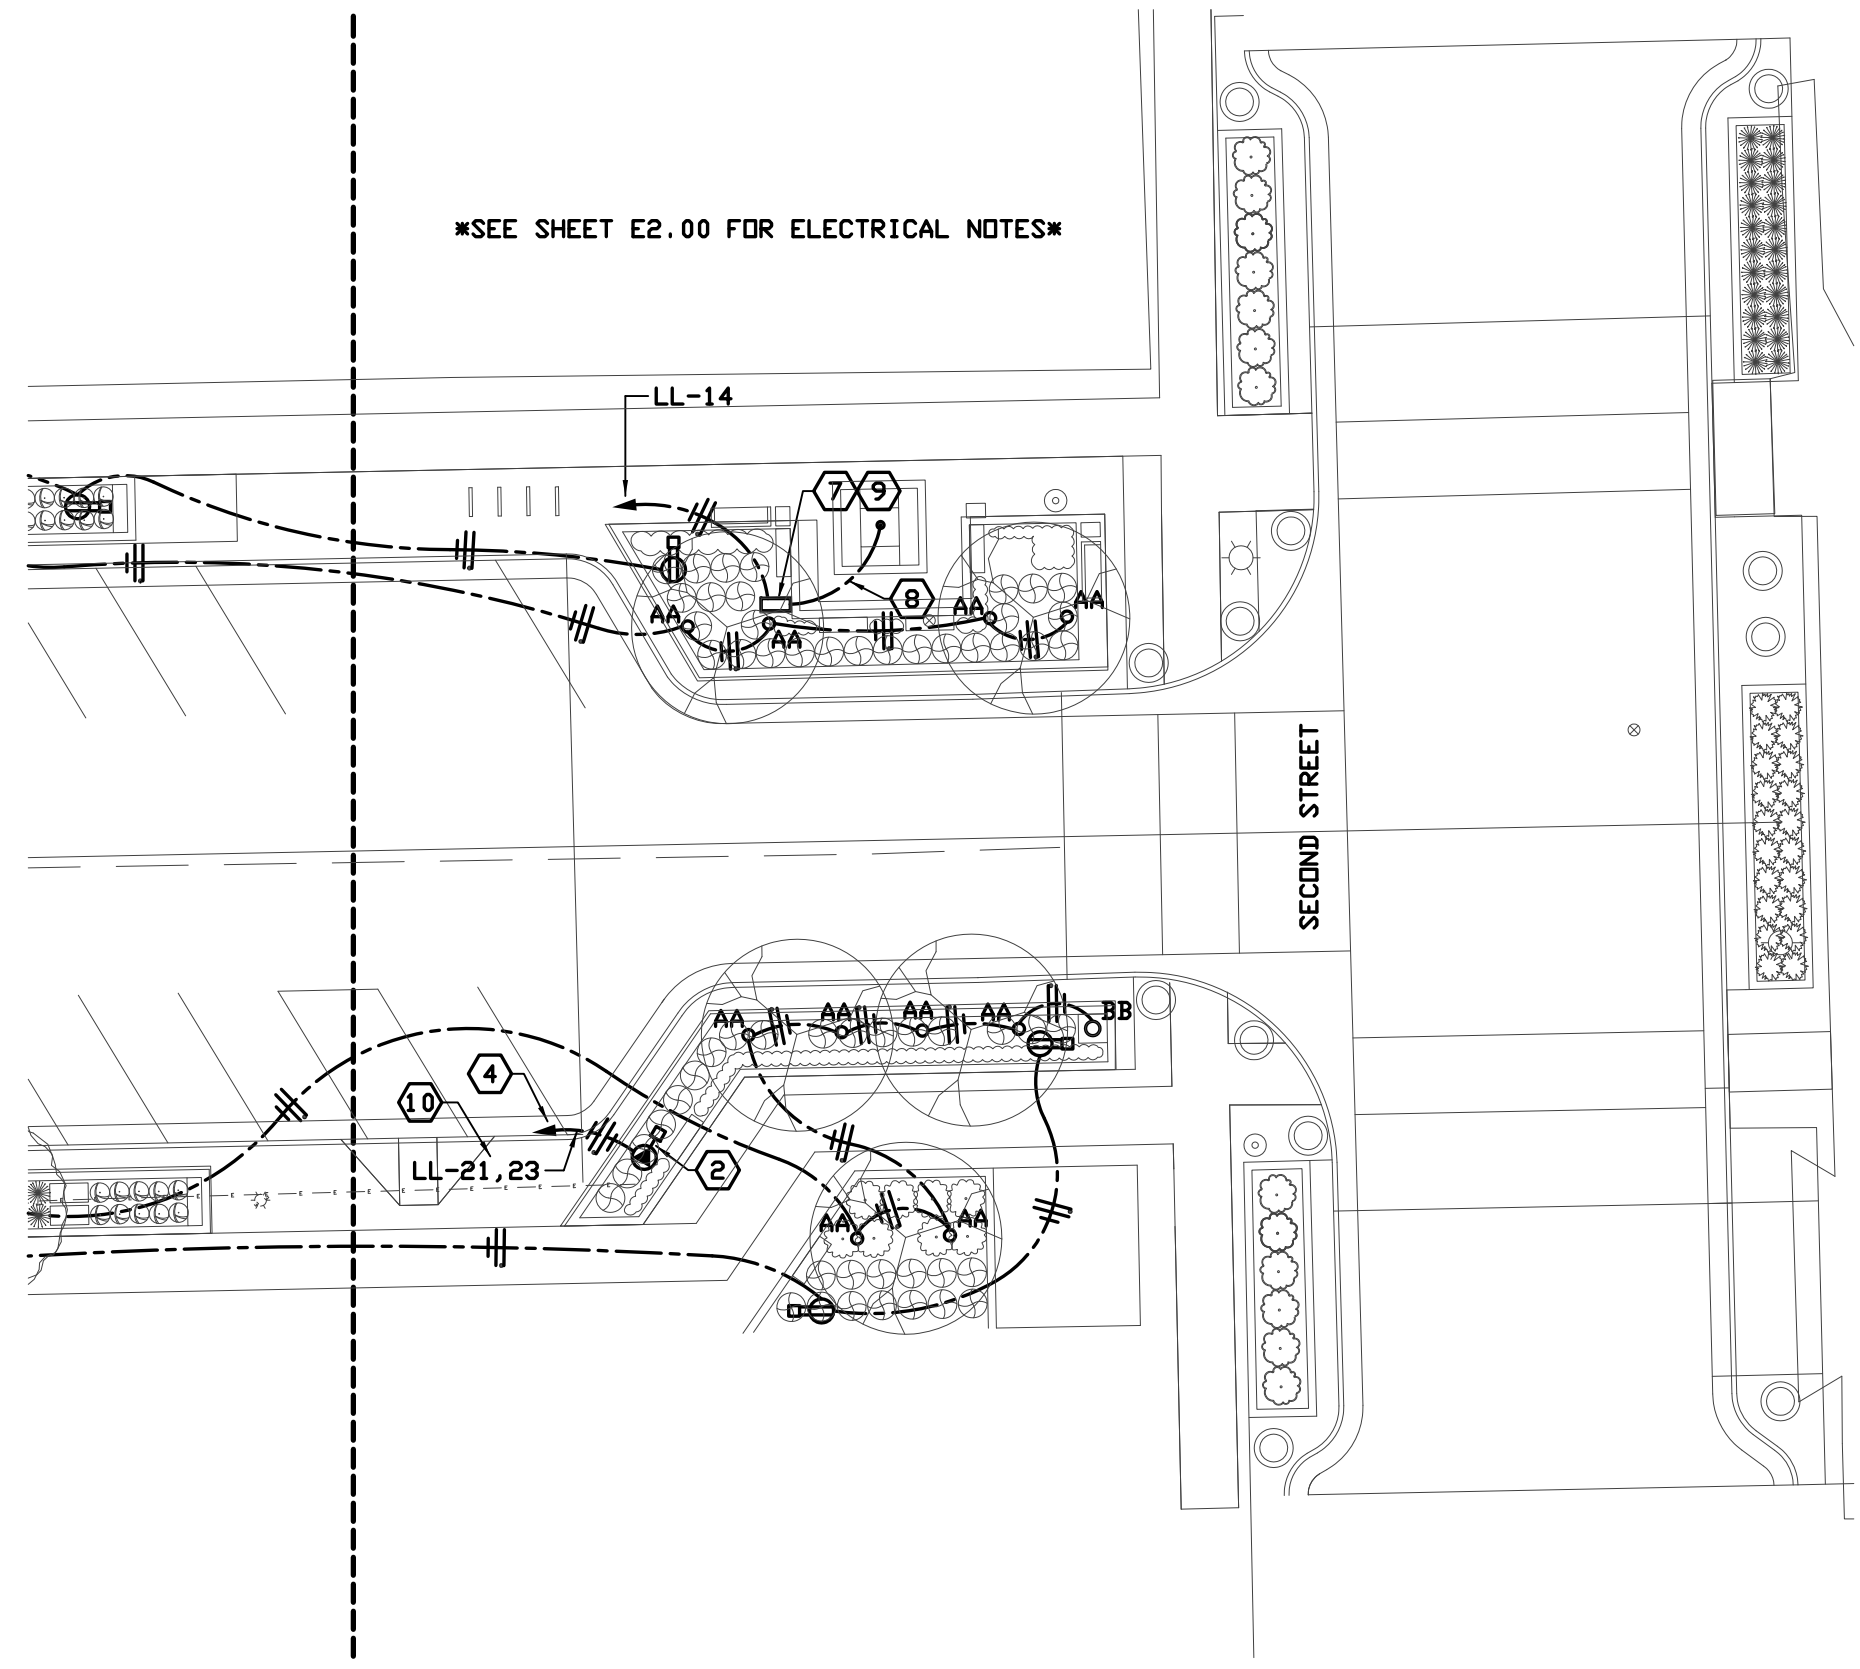 *SEE SHEET E2.00 FOR ELECTRICAL NOTES*
LL-14
7
9
8
AA
AA
AA
AA
SECOND STREET
AA
AA
AA
AA
BB
4
10
LL-21,23
2
AA
AA
E E E E E E E E E E E E